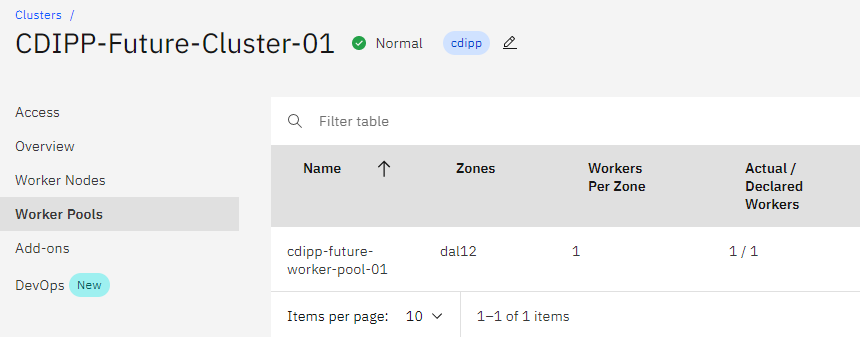 Clusters /
CDIPP-Future-Cluster-01 Normal cdipp
Access
Overview
Worker Nodes
Worker Pools
Add-ons
DevOps New
Filter table
Name Zones Workers Per Zone Actual / Declared Workers
cdipp-future-worker-pool-01 dal12 1 1 / 1
Items per page: 10 1–1 of 1 items